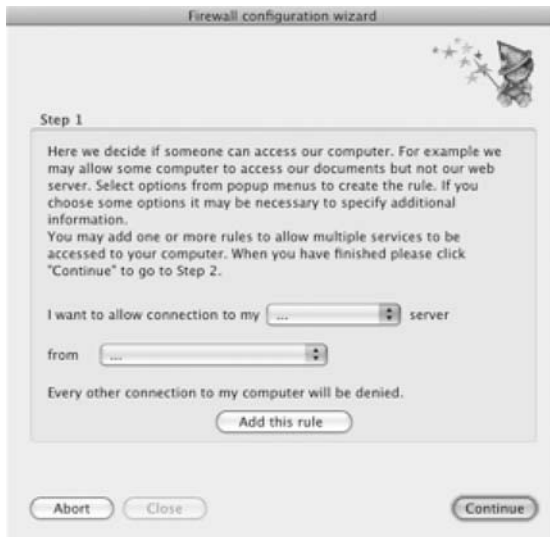 Firewall configuration wizard
Step 1
Here we decide if someone can access our computer. For example we
may allow some computer to access our documents but not our web
server. Select options from popup menus to create the rule. If you
choose some options it may be necessary to specify additional
information.
You may add one or more rules to allow multiple services to be
accessed to your computer. When you have finished please click
"Continue" to go to Step 2.
I want to allow connection to my ... server
from ...
Every other connection to my computer will be denied.
Add this rule
Abort Close Continue